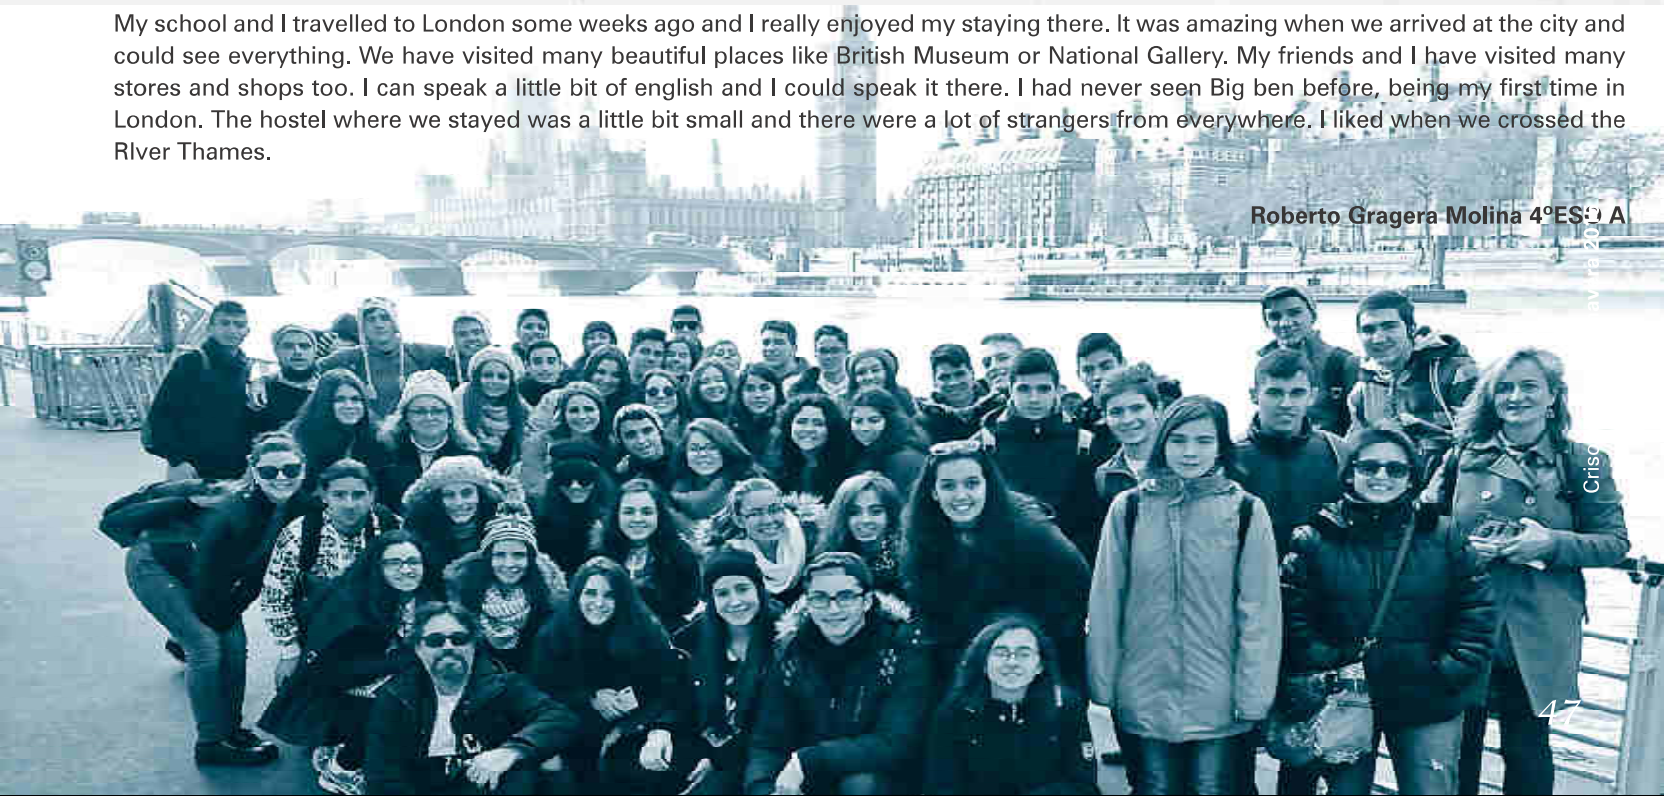 My school and I travelled to London some weeks ago and I really enjoyed my staying there. It was amazing when we arrived at the city and
could see everything. We have visited many beautiful places like British Museum or National Gallery. My friends and I have visited many
stores and shops too. I can speak a little bit of english and I could speak it there. I had never seen Big ben before, being my first time in
London. The hostel where we stayed was a little bit small and there were a lot of strangers from everywhere. I liked when we crossed the
RIver Thames.
Roberto Gragera Molina 4ºESO A
47